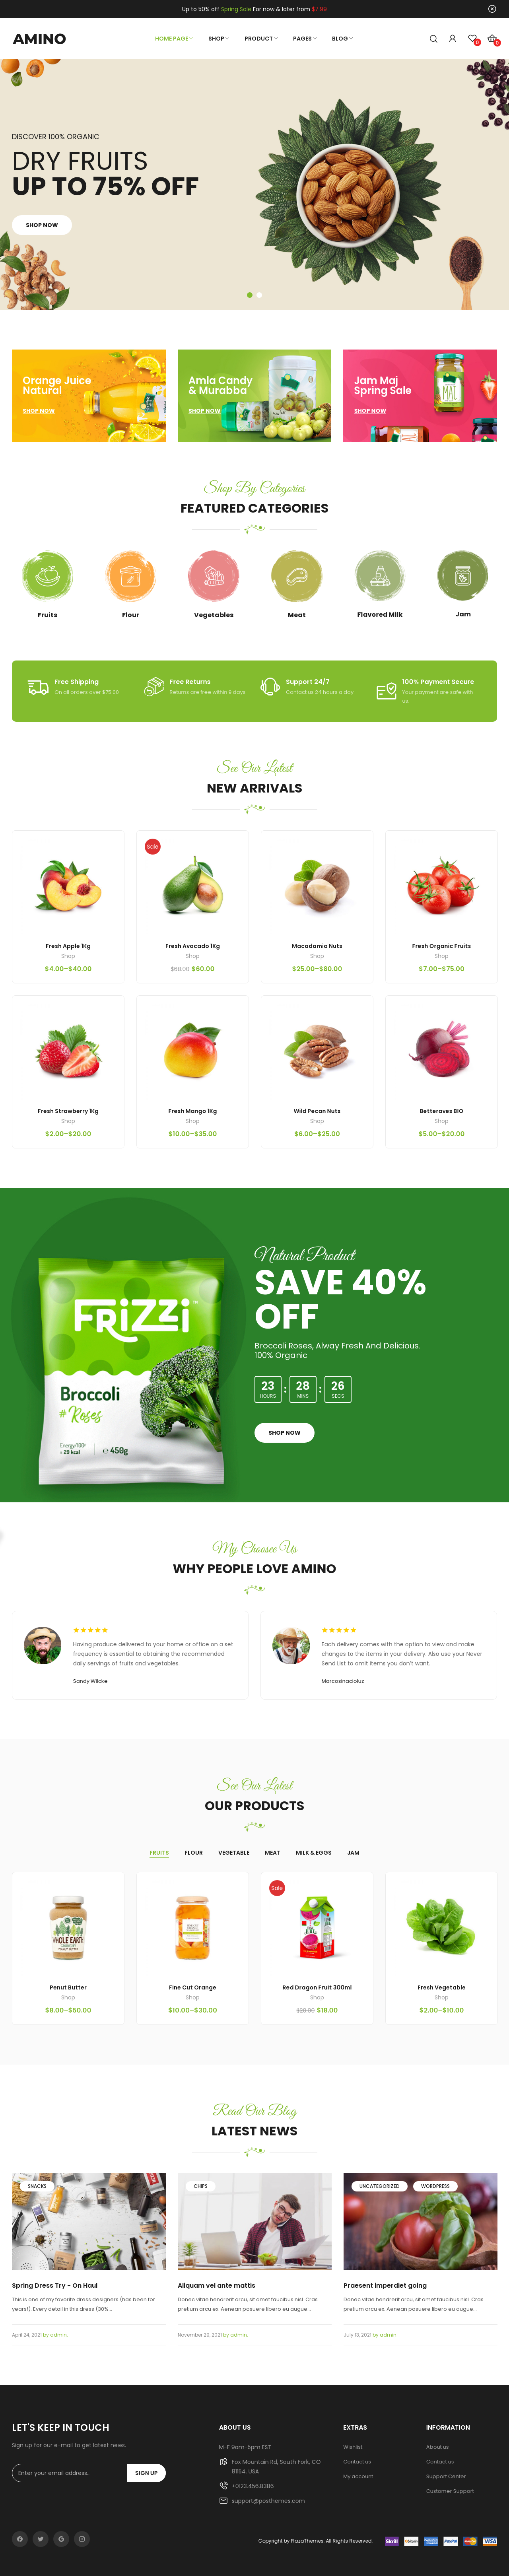 Up to 50% off Spring Sale For now & later from $7.99
AMINO
HOME PAGE
SHOP
PRODUCT
PAGES
BLOG
0
0
DISCOVER 100% ORGANIC
DRY FRUITS
UP TO 75% OFF
SHOP NOW
Orange Juice
Natural
SHOP NOW
Amla Candy
& Murabba
SHOP NOW
Jam Maj
Spring Sale
SHOP NOW
Shop By Categories
FEATURED CATEGORIES
Fruits
Flour
Vegetables
Meat
Flavored Milk
Jam
Free Shipping
On all orders over $75.00
Free Returns
Returns are free within 9 days
Support 24/7
Contact us 24 hours a day
100% Payment Secure
Your payment are safe with
us.
See Our Latest
NEW ARRIVALS
Fresh Apple 1Kg
Shop
$4.00–$40.00
Sale
Fresh Avocado 1Kg
Shop
$60.00
Macadamia Nuts
Shop
$25.00–$80.00
Fresh Organic Fruits
Shop
$7.00–$75.00
Fresh Strawberry 1Kg
Shop
$2.00–$20.00
Fresh Mango 1Kg
Shop
$10.00–$35.00
Wild Pecan Nuts
Shop
$6.00–$25.00
Betteraves BIO
Shop
$5.00–$20.00
FRiZZi
Broccoli
# Roses
Energy/100г
= 29 kcal
e 450g
Natural Product
SAVE 40%
OFF
Broccoli Roses, Alway Fresh And Delicious.
100% Organic
23 : 28 : 26
HOURS MINS SECS
SHOP NOW
My Choosee Us
WHY PEOPLE LOVE AMINO
Having produce delivered to your home or office on a set
frequency is essential to obtaining the recommended
daily servings of fruits and vegetables.
Sandy Wilcke
Each delivery comes with the option to view and make
changes to the items in your delivery. Also use your Never
Send List to omit items you don't want.
Marcosinacioluz
See Our Latest
OUR PRODUCTS
FRUITS
FLOUR
VEGETABLE
MEAT
MILK & EGGS
JAM
WHOLE EARTH
Penut Butter
Shop
$8.00–$50.00
Fine Cut Orange
Shop
$10.00–$30.00
Sale
Red Dragon Fruit 300ml
Shop
$20.00 $18.00
Fresh Vegetable
Shop
$2.00–$10.00
Read Our Blog
LATEST NEWS
SNACKS
Spring Dress Try – On Haul
This is one of my favorite dress designers (has been for
years!). Every detail in this dress (30%...
April 24, 2021 by admin
CHIPS
Aliquam vel ante mattis
Donec vitae hendrerit arcu, sit amet faucibus nisl. Cras
pretium arcu ex. Aenean posuere libero eu augue...
November 29, 2021 by admin
UNCATEGORIZED
WORDPRESS
Praesent imperdiet going
Donec vitae hendrerit arcu, sit amet faucibus nisl. Cras
pretium arcu ex. Aenean posuere libero eu augue...
July 13, 2021 by admin
LET'S KEEP IN TOUCH
Sign up for our e-mail to get latest news.
Enter your email address...
SIGN UP
ABOUT US
M-F 9am-5pm EST
Fox Mountain Rd, South Fork, CO
81154, USA
+0123.456.8386
support@posthemes.com
EXTRAS
Wishlist
Contact us
My account
INFORMATION
About us
Contact us
Support Center
Customer Support
Copyright by PlazaThemes. All Rights Reserved.
Skrill
PayPal
VISA